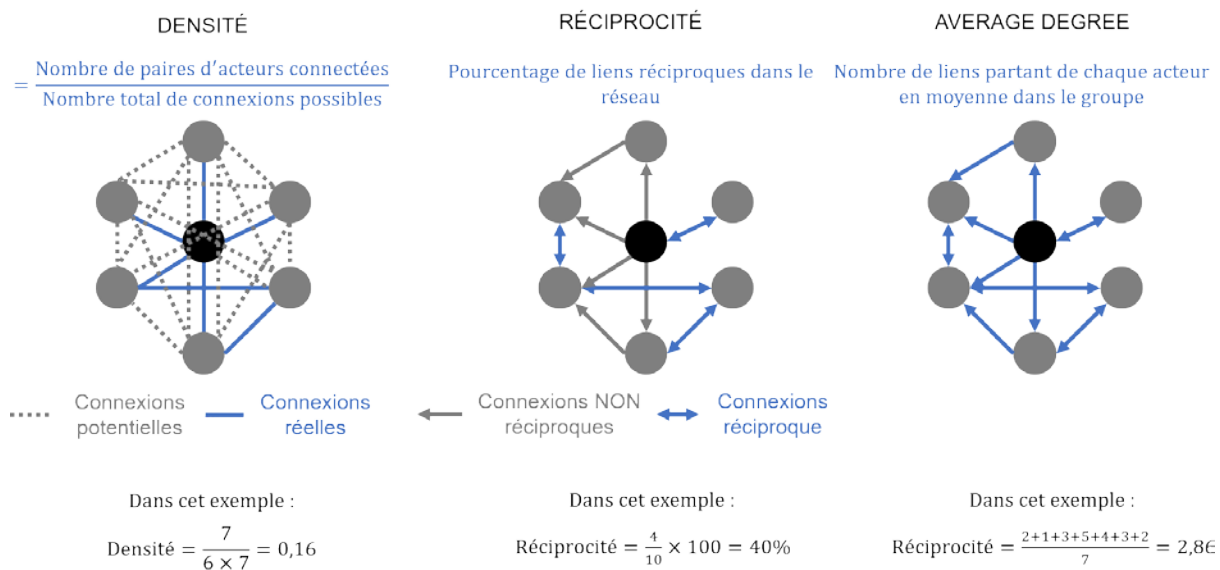 DENSITÉ
= Nombre de paires d'acteurs connectées
Nombre total de connexions possibles
Connexions potentielles
Connexions réelles
Dans cet exemple :
Densité = 7 / 6 × 7 = 0,16
RÉCIPROCITÉ
Pourcentage de liens réciproques dans le
réseau
Connexions NON
réciproques
Connexions
réciproque
Dans cet exemple :
Réciprocité = 4/10 × 100 = 40%
AVERAGE DEGREE
Nombre de liens partant de chaque acteur
en moyenne dans le groupe
Dans cet exemple :
Réciprocité = 2+1+3+5+4+3+2 / 7 = 2,86